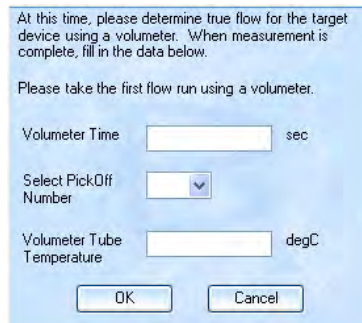 At this time, please determine true flow for the target
device using a volumeter. When measurement is
complete, fill in the data below.
Please take the first flow run using a volumeter.
Volumeter Time sec
Select PickOff
Number
Volumeter Tube degC
Temperature
OK Cancel